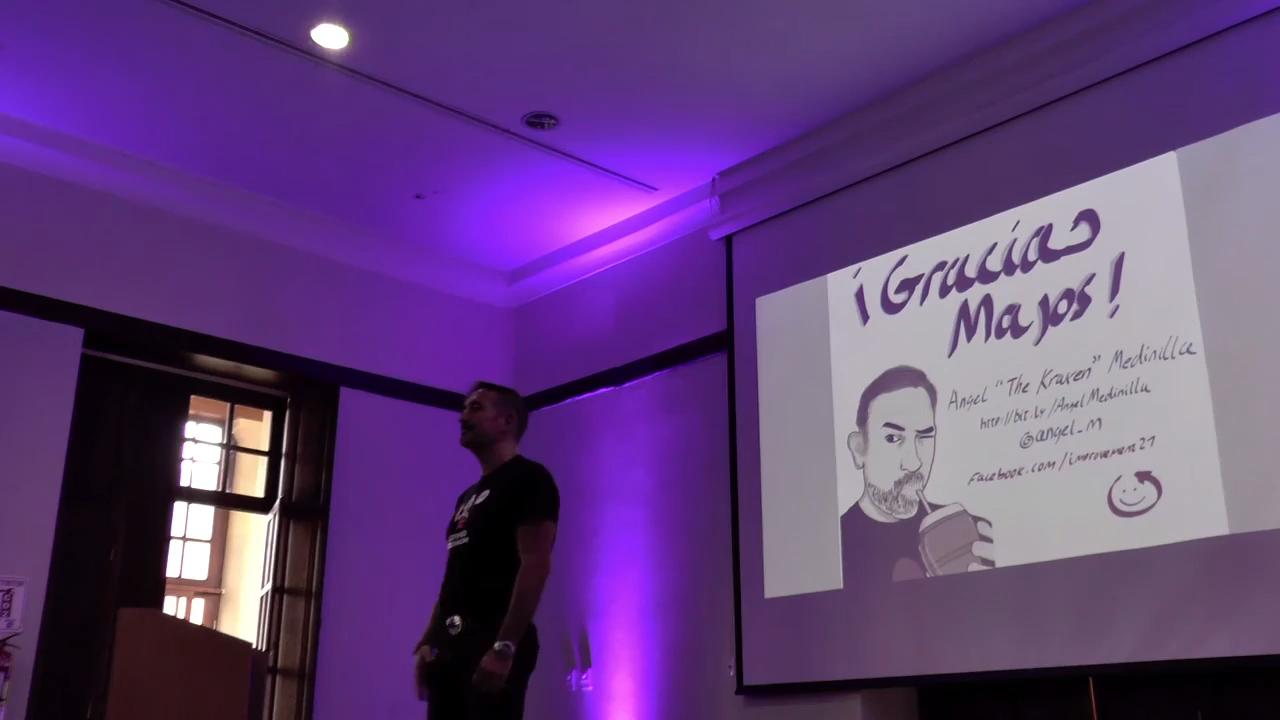 ¡Gracias
Majos!
Angel "The Kraken" Medinilla
http://bit.ly/AngelMedinilla
@angel_m
facebook.com/improvement21